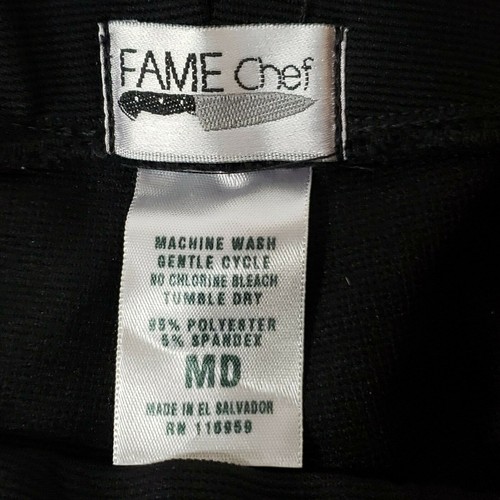 FAME Chef
MACHINE WASH
GENTLE CYCLE
NO CHLORINE BLEACH
TUMBLE DRY
95% POLYESTER
5% SPANDEX
MD
MADE IN EL SALVADOR
RN 116959